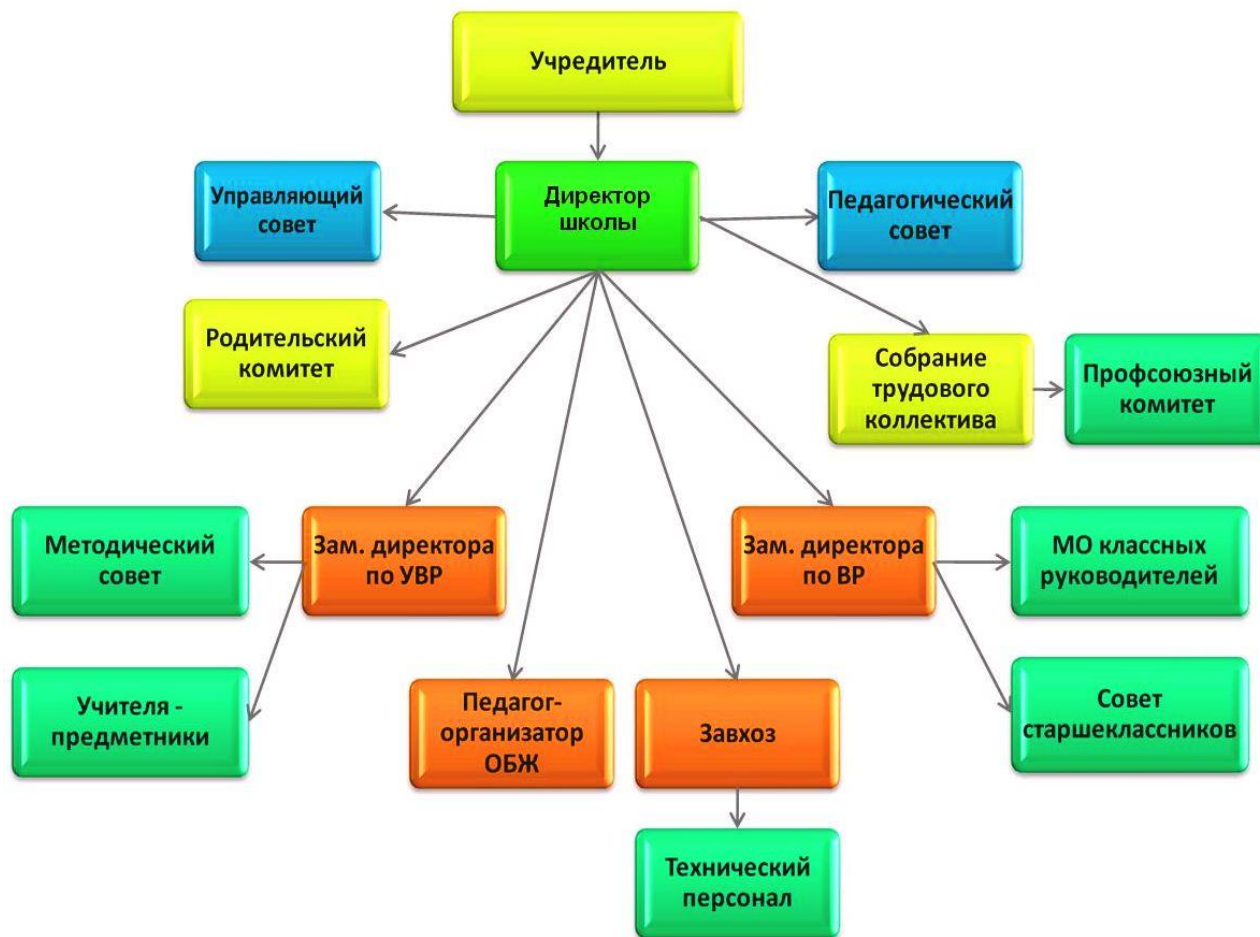 Учредитель
Управляющий
совет
Директор
школы
Педагогический
совет
Родительский
комитет
Собрание
трудового
коллектива
Профсоюзный
комитет
Методический
совет
Зам. директора
по УВР
Зам. директора
по ВР
МО классных
руководителей
Учителя -
предметники
Педагог-
организатор
ОБЖ
Завхоз
Совет
старшеклассников
Технический
персонал